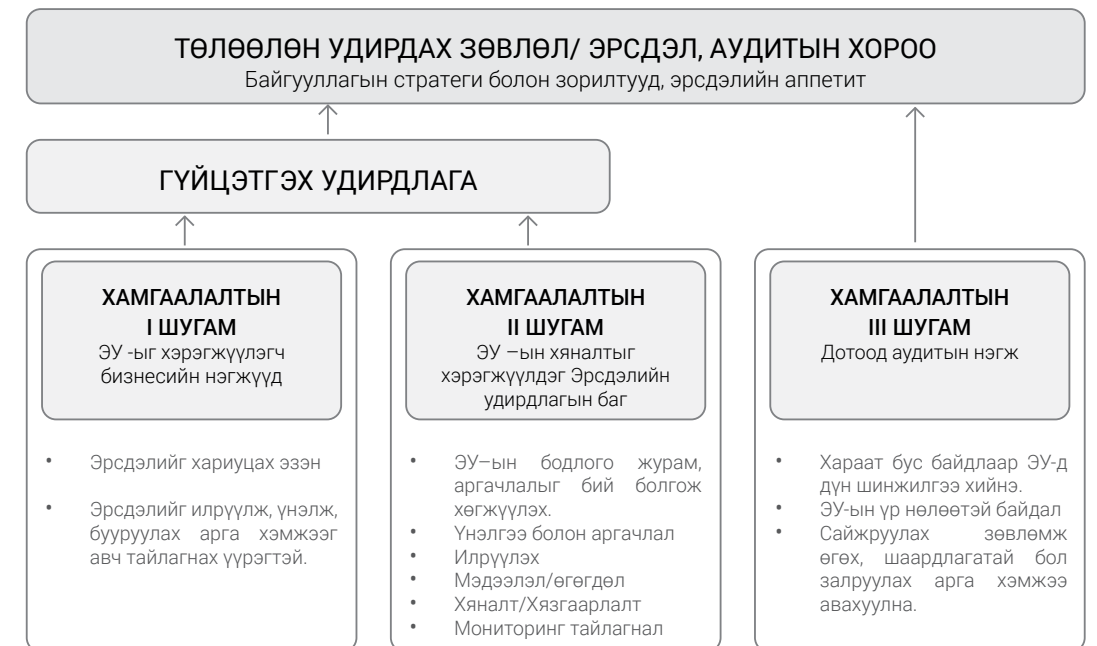 ТӨЛӨӨЛӨН УДИРДАХ ЗӨВЛӨЛ/ ЭРСДЭЛ, АУДИТЫН ХОРОО
Байгууллагын стратеги болон зорилтууд, эрсдэлийн аппетит
ГҮЙЦЭТГЭХ УДИРДЛАГА
ХАМГААЛАЛТЫН
I ШУГАМ
ЭУ -ыг хэрэгжүүлэгч
бизнесийн нэгжүүд
• Эрсдэлийг хариуцах эзэн
• Эрсдэлийг илрүүлж, үнэлж,
бууруулах арга хэмжээг
авч тайлагнах үүрэгтэй.
ХАМГААЛАЛТЫН
II ШУГАМ
ЭУ –ын хяналтыг
хэрэгжүүлдэг Эрсдэлийн
удирдлагын баг
• ЭУ–ын бодлого журам,
аргачлалыг бий болгож
хөгжүүлэх.
• Үнэлгээ болон аргачлал
• Илрүүлэх
• Мэдээлэл/өгөгдөл
• Хяналт/Хязгаарлалт
• Мониторинг тайлагнал
ХАМГААЛАЛТЫН
III ШУГАМ
Дотоод аудитын нэгж
• Хараат бус байдлаар ЭУ-д
дүн шинжилгээ хийнэ.
• ЭУ-ын үр нөлөөтэй байдал
• Сайжруулах зөвлөмж
өгөх, шаардлагатай бол
залруулах арга хэмжээ
авахуулна.